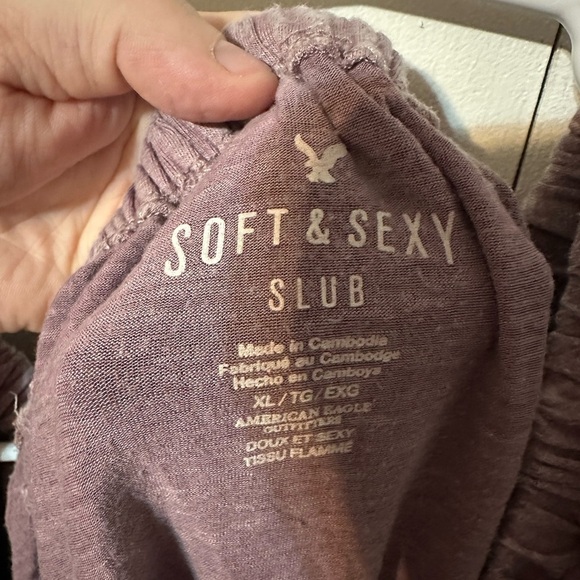 SOFT & SEXY
SLUB
Made in Cambodia
Fabriqué au Cambodge
Hecho en Camboya
XL / TG / EXG
AMERICAN EAGLE
OUTFITTERS
DOUX ET SEXY
TISSU FLAMMÉ